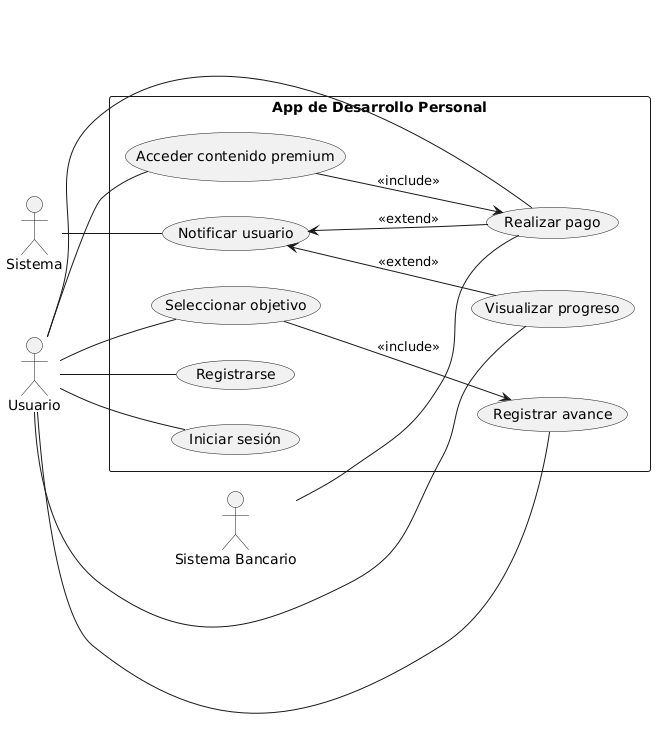 App de Desarrollo Personal
Acceder contenido premium
«include»
Realizar pago
«extend»
Notificar usuario
Sistema
«extend»
Seleccionar objetivo
Visualizar progreso
«include»
Registrarse
Usuario
Registrar avance
Iniciar sesión
Sistema Bancario